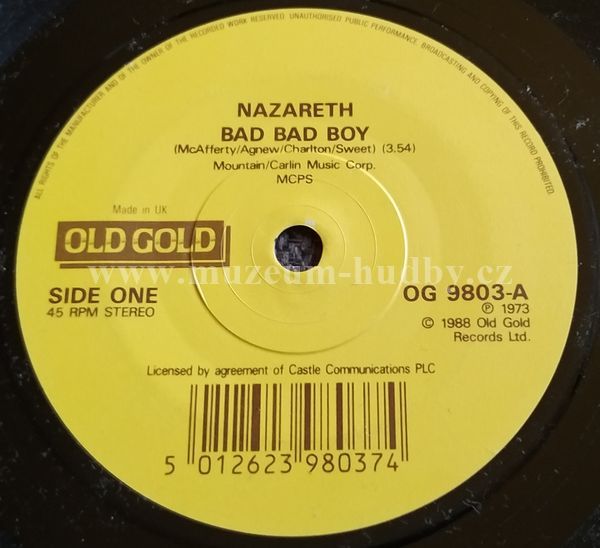 ALL RIGHTS OF THE MANUFACTURER AND OF THE OWNER OF THE RECORDED WORK RESERVED. UNAUTHORISED PUBLIC PERFORMANCE, BROADCASTING AND COPYING OF THIS RECORD PROHIBITED.
NAZARETH
BAD BAD BOY
(McAfferty/Agnew/Charlton/Sweet) (3.54)
Mountain/Carlin Music Corp.
MCPS
Made in UK
OLD GOLD
www.muzeum-hudby.cz
SIDE ONE
45 RPM STEREO
OG 9803-A
℗ 1973
© 1988 Old Gold
Records Ltd.
Licensed by agreement of Castle Communications PLC
5 012623 980374